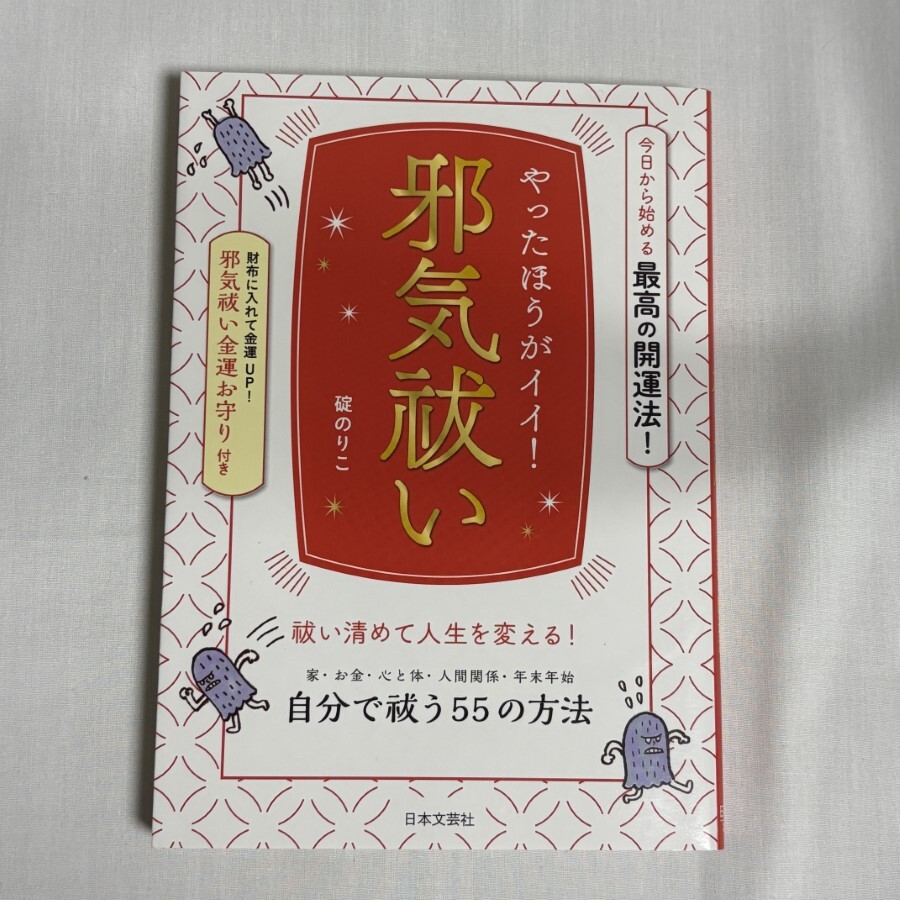 今日から始める 最高の開運法!
やったほうがイイ!
邪気祓い
碇のりこ
財布に入れて金運UP!
邪気祓い金運お守り付き
祓い清めて人生を変える!
家・お金・心と体・人間関係・年末年始
自分で祓う55の方法
日本文芸社